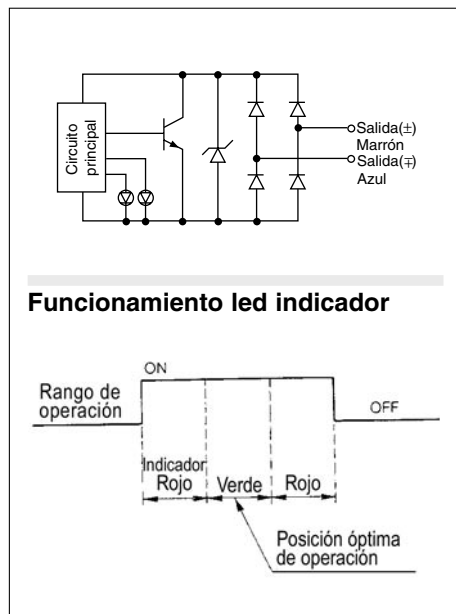 Circuito
principal
Salida(±)
Marrón
Salida(∓)
Azul
Funcionamiento led indicador
ON
Rango de
operación
OFF
Indicador
Rojo
Verde
Rojo
Posición óptima
de operación